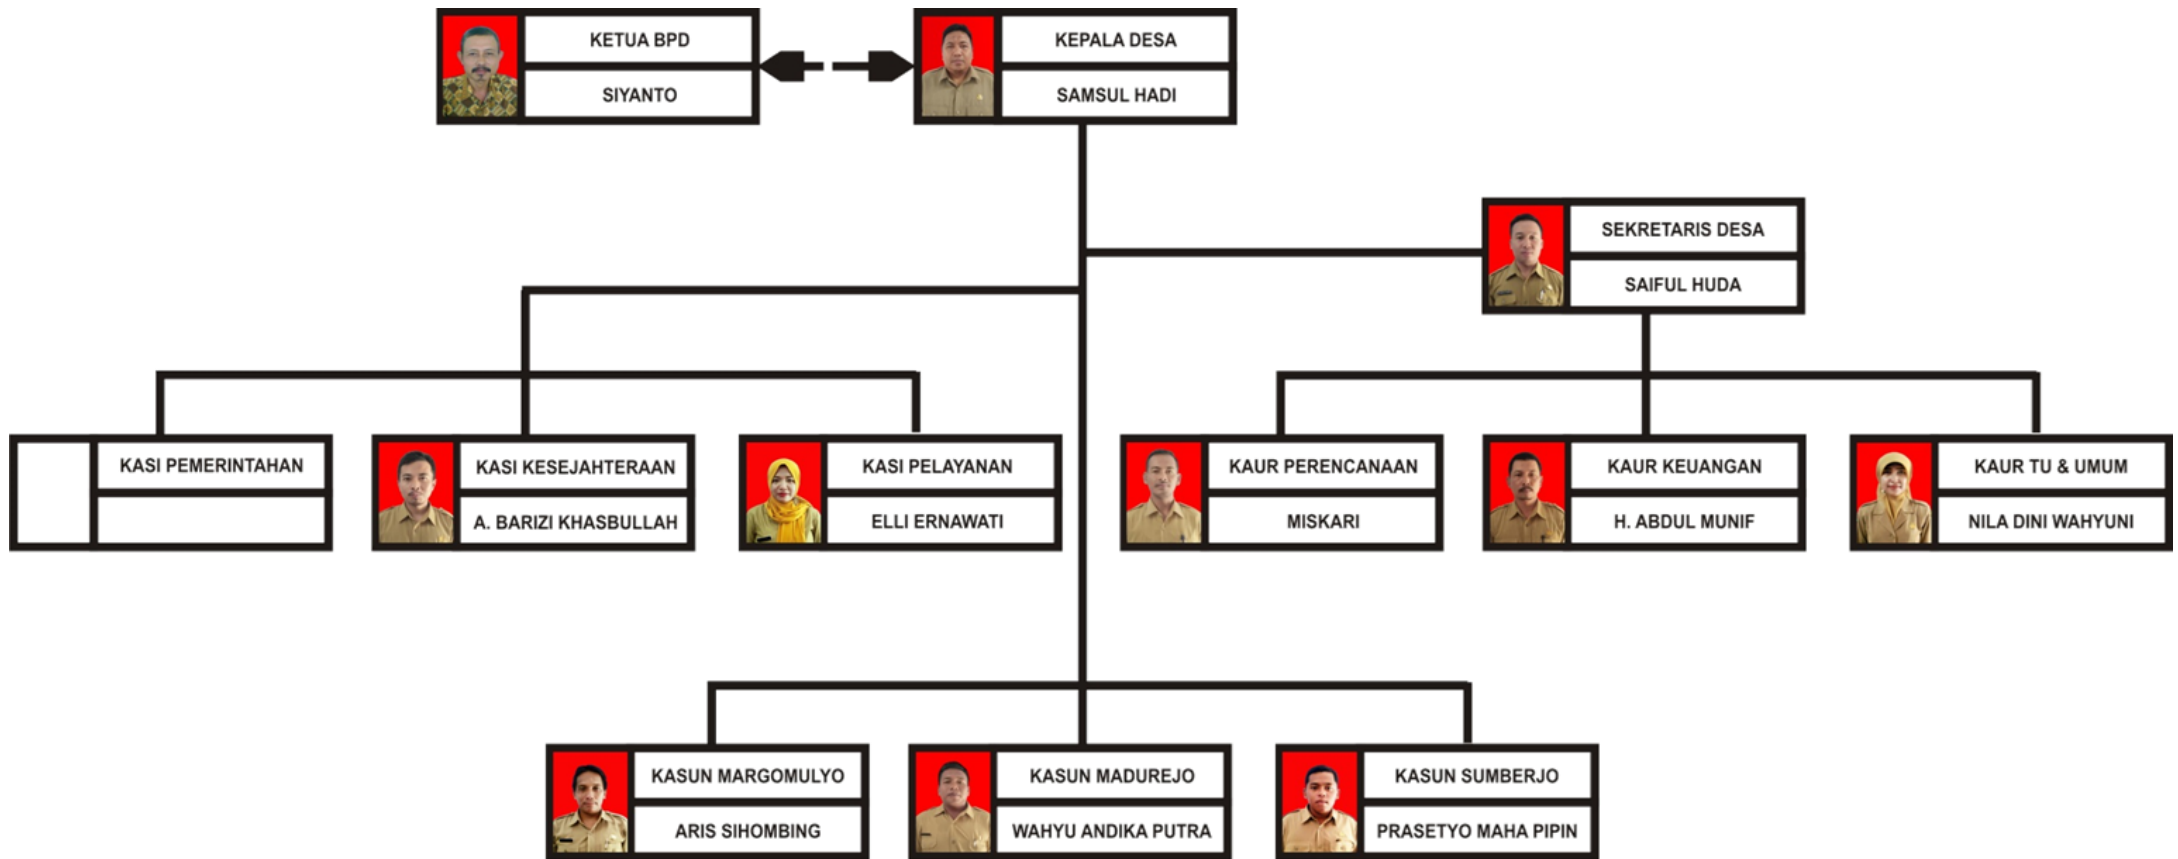 KETUA BPD
SIYANTO
KEPALA DESA
SAMSUL HADI
SEKRETARIS DESA
SAIFUL HUDA
KASI PEMERINTAHAN
KASI KESEJAHTERAAN
A. BARIZI KHASBULLAH
KASI PELAYANAN
ELLI ERNAWATI
KAUR PERENCANAAN
MISKARI
KAUR KEUANGAN
H. ABDUL MUNIF
KAUR TU & UMUM
NILA DINI WAHYUNI
KASUN MARGOMULYO
ARIS SIHOMBING
KASUN MADUREJO
WAHYU ANDIKA PUTRA
KASUN SUMBERJO
PRASETYO MAHA PIPIN